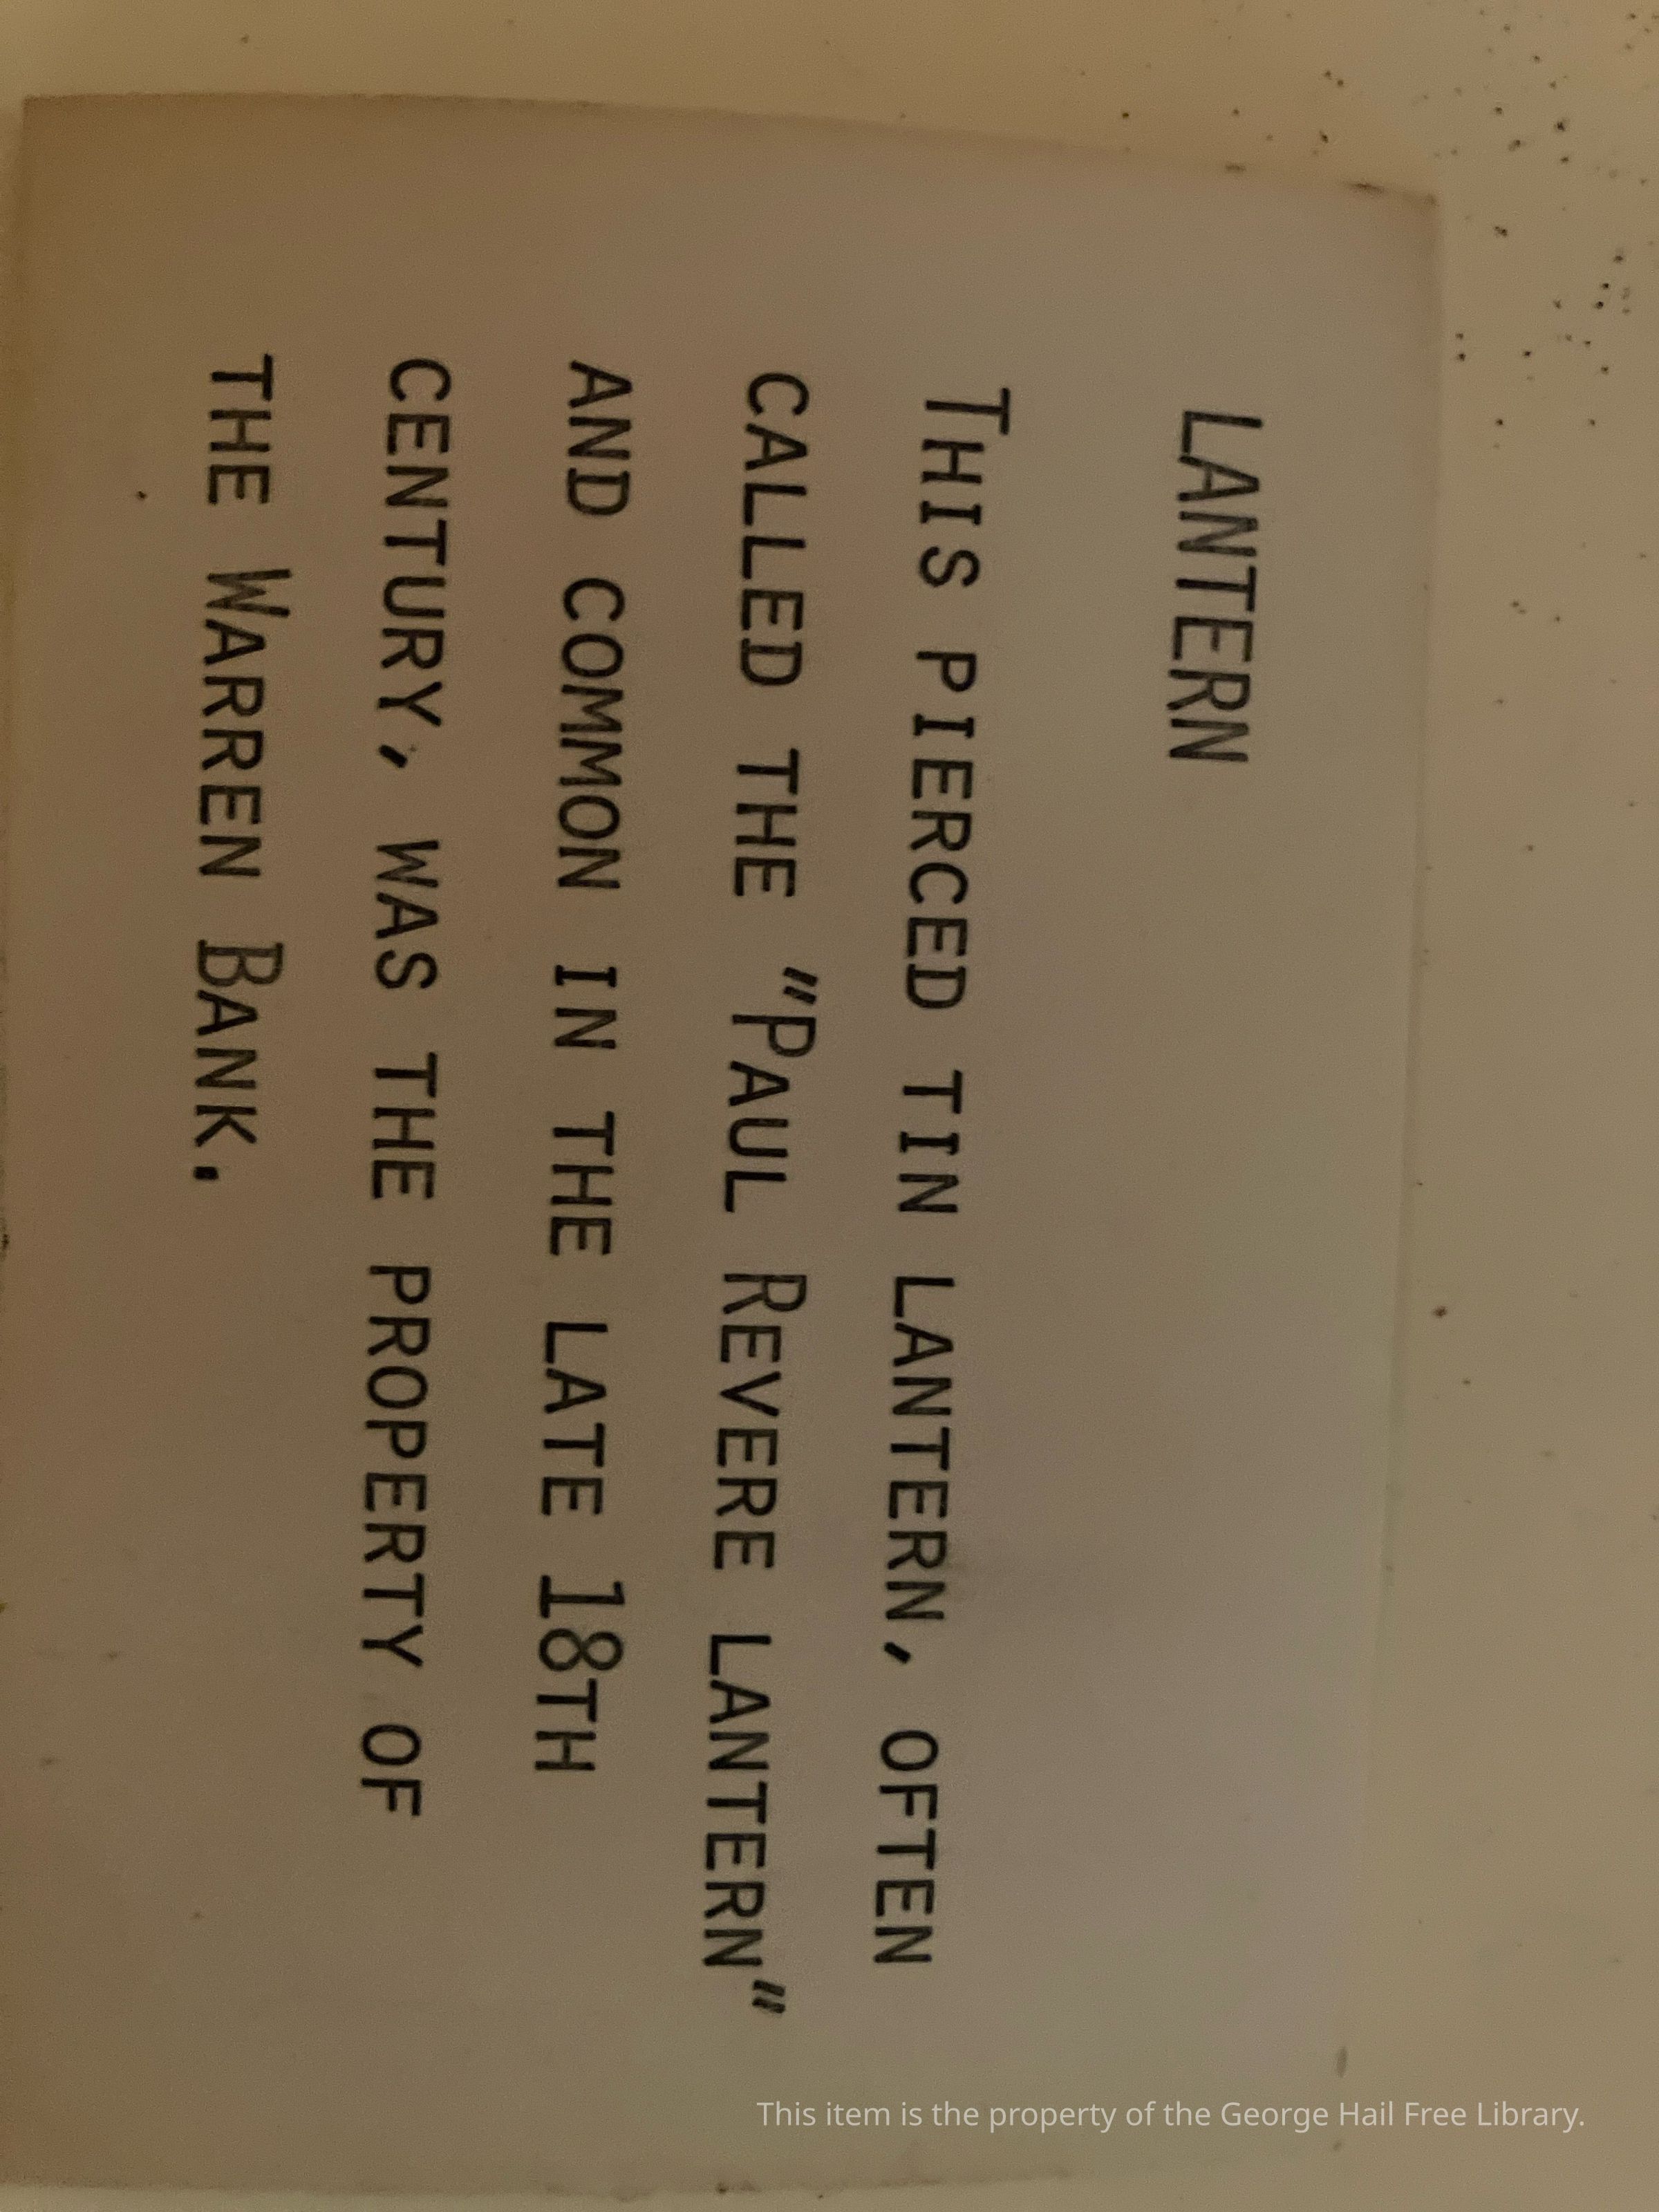 LANTERN
THIS PIERCED TIN LANTERN, OFTEN
CALLED THE "PAUL REVERE LANTERN"
AND COMMON IN THE LATE 18TH
CENTURY, WAS THE PROPERTY OF
THE WARREN BANK.
This item is the property of the George Hail Free Library.